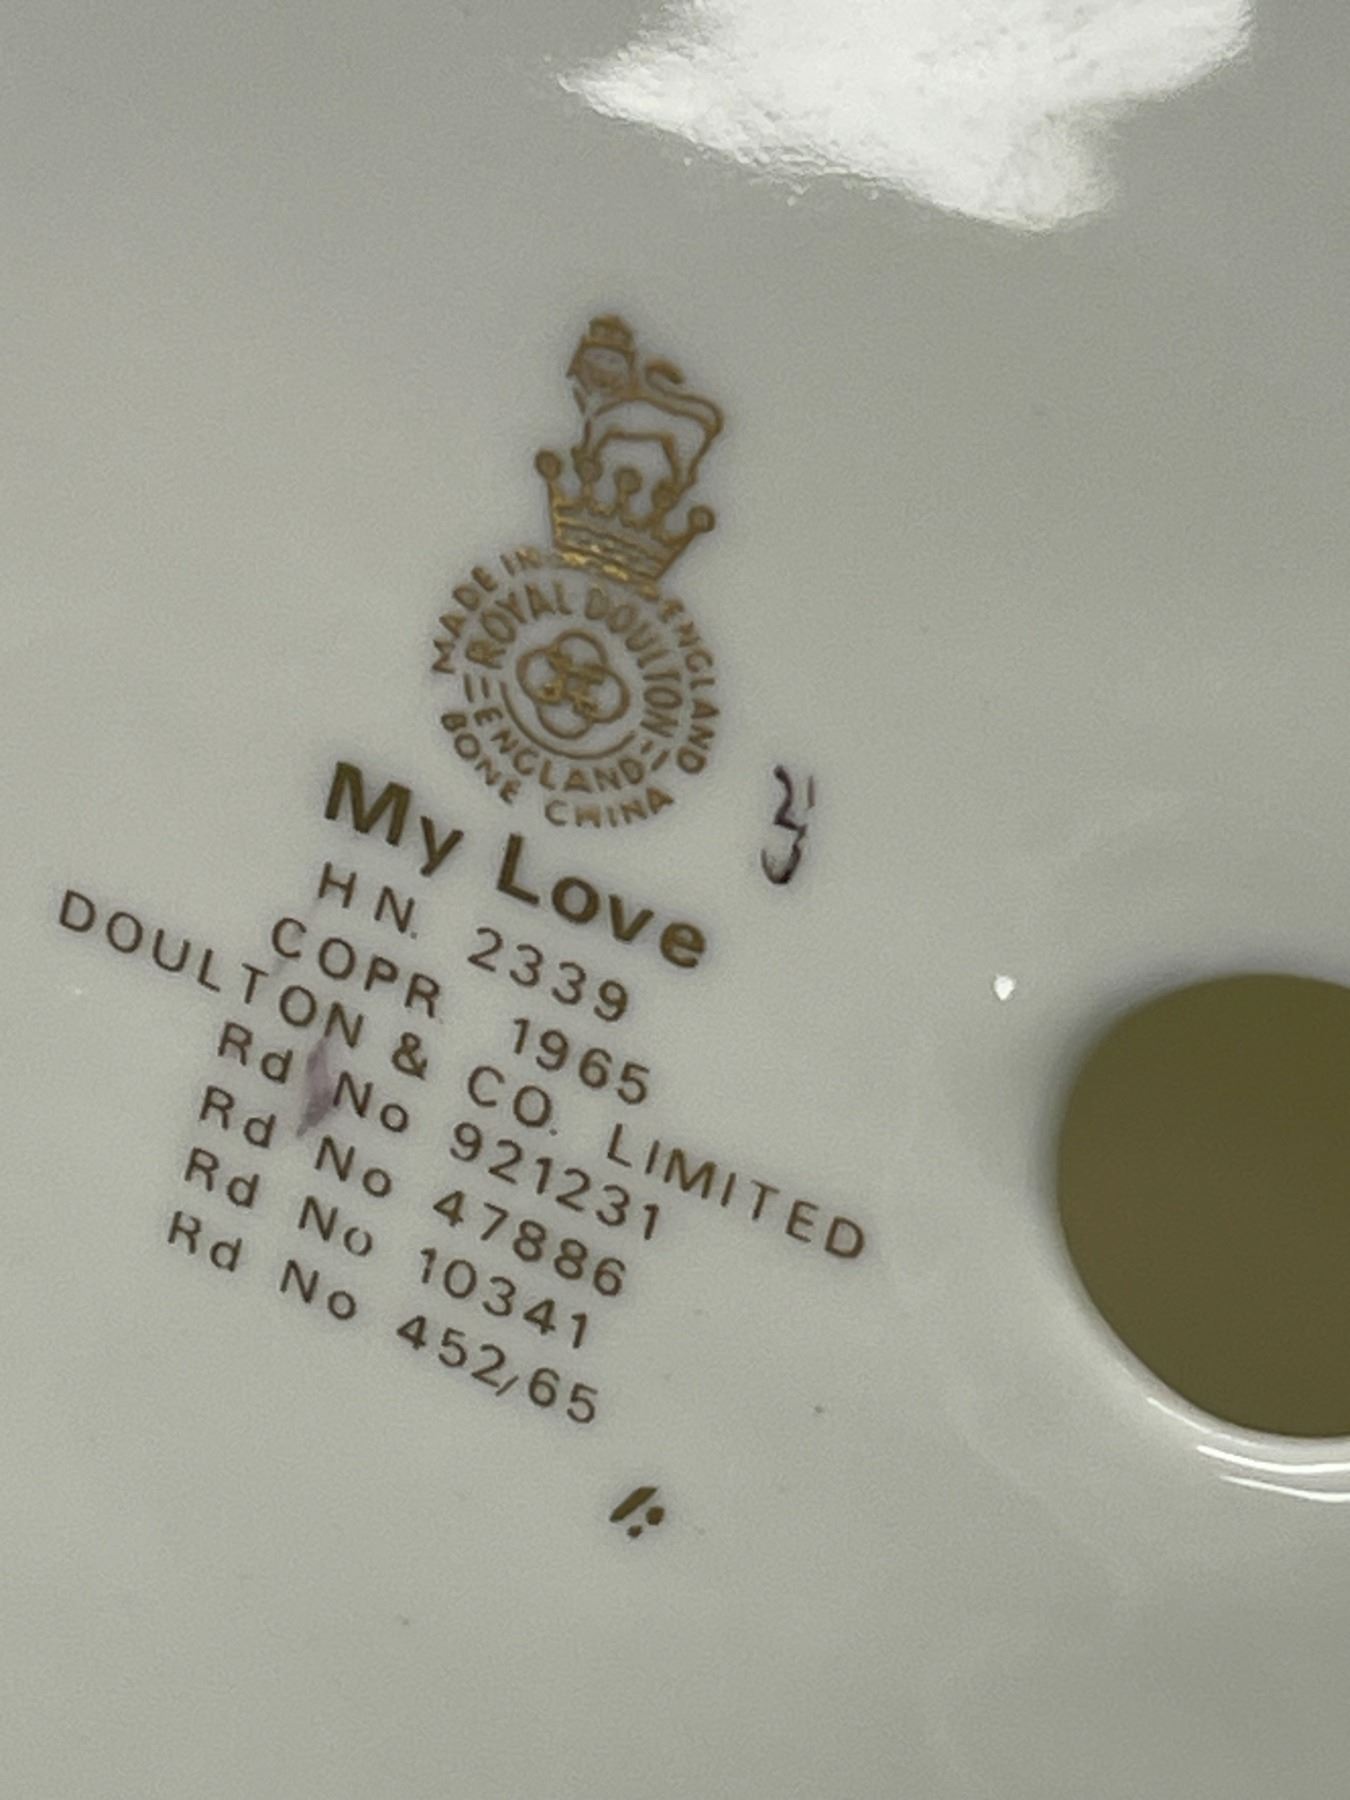 MADE IN ENGLAND
ROYAL DOULTON
ENGLAND
BONE CHINA
My Love
HN. 2339
COPR 1965
DOULTON & CO. LIMITED
Rd No 921231
Rd No 47886
Rd No 10341
Rd No 452/65